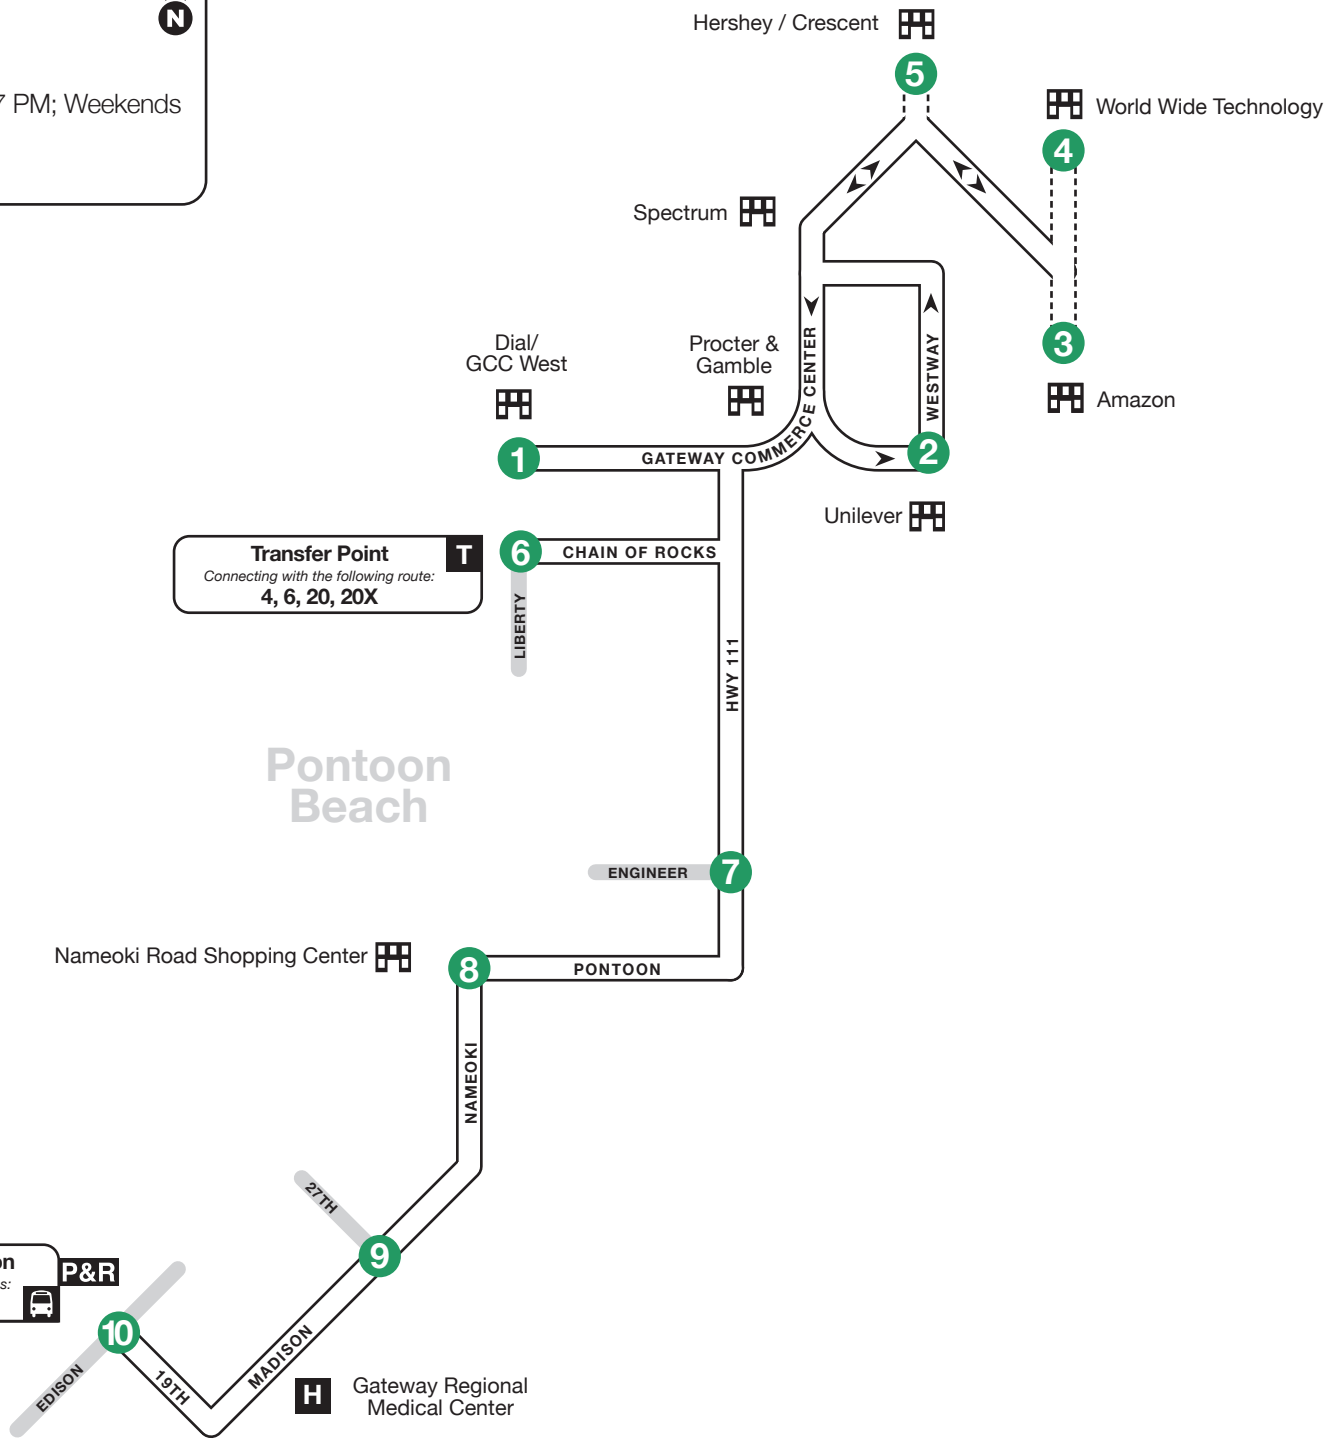 N
7 PM; Weekends
Hershey / Crescent
5
World Wide Technology
4
Spectrum
3
Amazon
Dial/
GCC West
Procter &
Gamble
GATEWAY COMMERCE CENTER
WESTWAY
1
2
Unilever
Transfer Point
T
Connecting with the following route:
4, 6, 20, 20X
6
CHAIN OF ROCKS
LIBERTY
HWY 111
Pontoon
Beach
ENGINEER
7
Nameoki Road Shopping Center
8
PONTOON
NAMEOKI
27TH
9
P&R
10
EDISON
19TH
MADISON
H
Gateway Regional
Medical Center